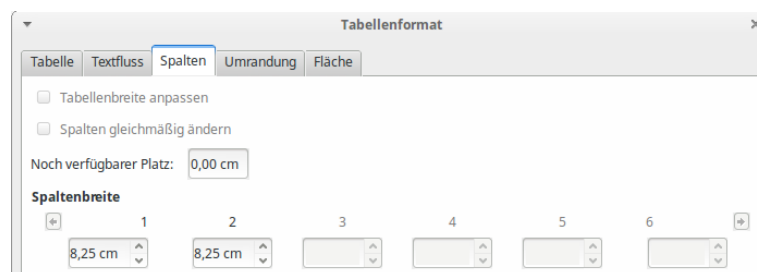 Tabellenformat
Tabelle Textfluss Spalten Umrandung Fläche
Tabellenbreite anpassen
Spalten gleichmäßig ändern
Noch verfügbarer Platz: 0,00 cm
Spaltenbreite
1 2 3 4 5 6
8,25 cm 8,25 cm